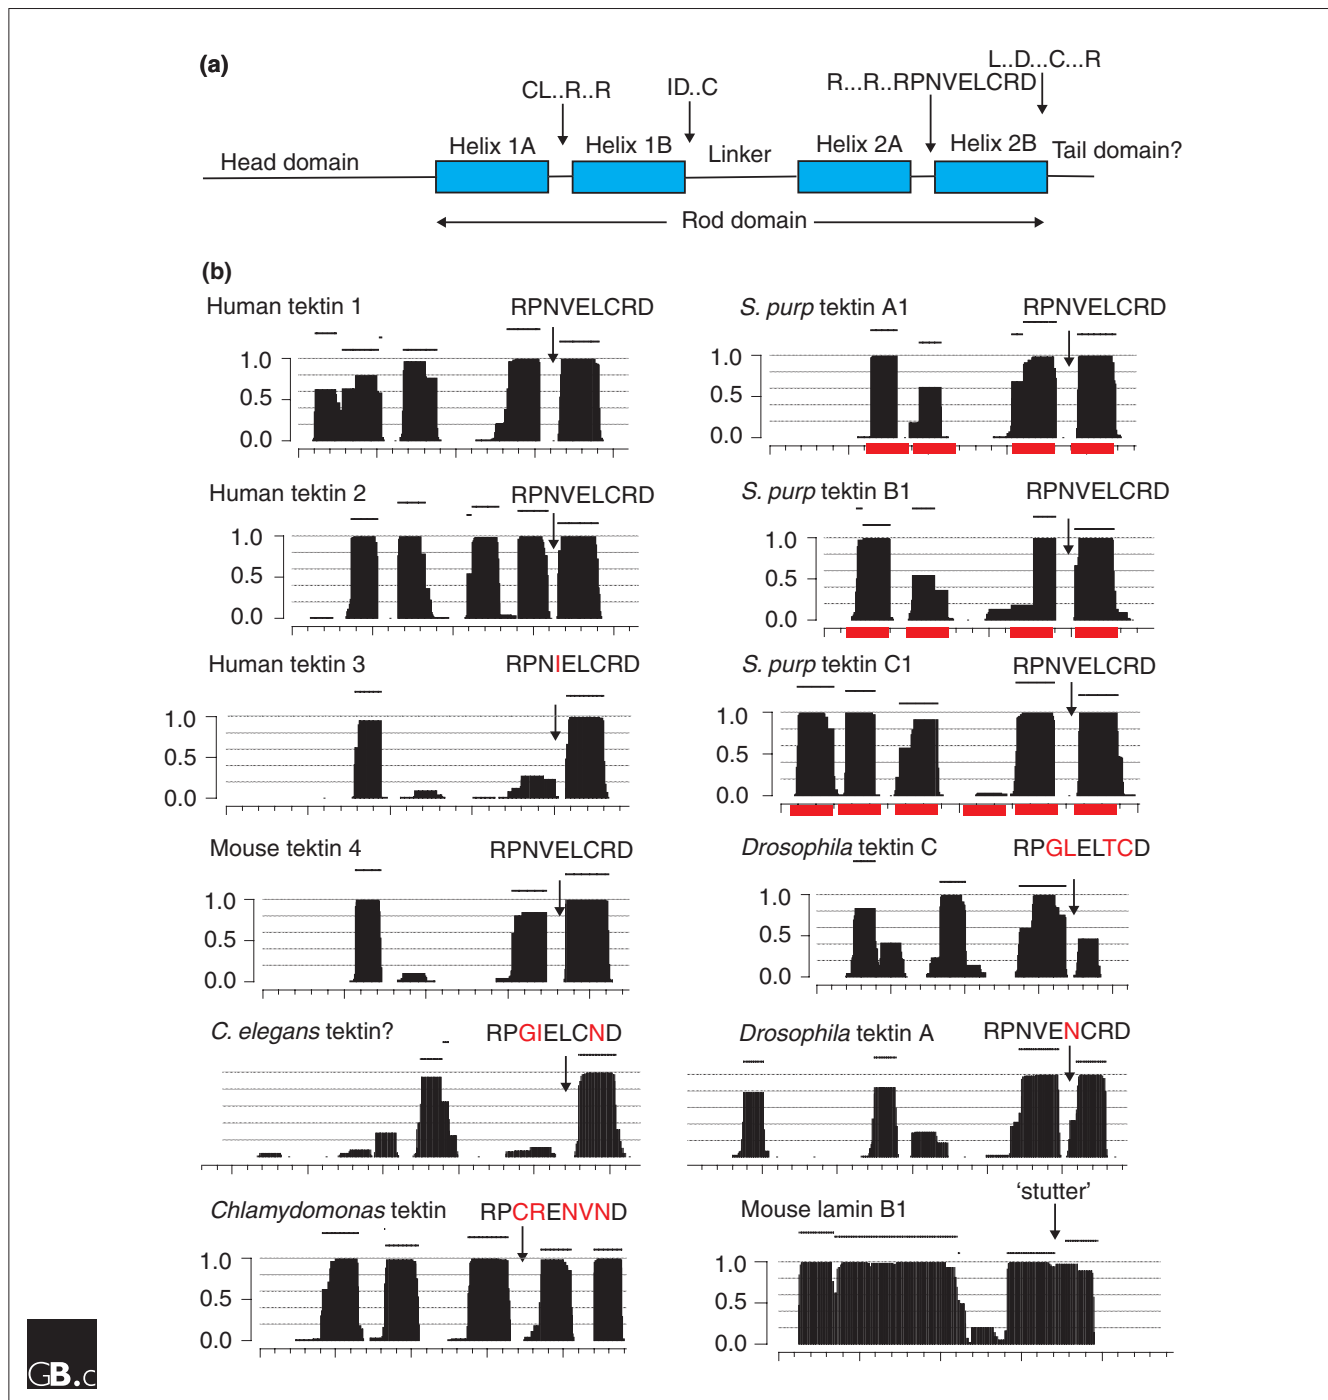 (a)
L..D...C...R
CL..R..R
ID..C
R...R..RPNVELCRD
Head domain
Helix 1A
Helix 1B
Linker
Helix 2A
Helix 2B
Tail domain?
Rod domain
(b)
Human tektin 1
RPNVELCRD
1.0
0.5
0.0
S. purp tektin A1
RPNVELCRD
1.0
0.5
0.0
Human tektin 2
RPNVELCRD
1.0
0.5
0.0
S. purp tektin B1
RPNVELCRD
1.0
0.5
0.0
Human tektin 3
RPNIELCRD
1.0
0.5
0.0
S. purp tektin C1
RPNVELCRD
1.0
0.5
0.0
Mouse tektin 4
RPNVELCRD
1.0
0.5
0.0
Drosophila tektin C
RPGLELTCD
1.0
0.5
0.0
C. elegans tektin?
RPGIELCND
Drosophila tektin A
RPNVENCRD
Chlamydomonas tektin
RPCRENVND
1.0
0.5
0.0
Mouse lamin B1
'stutter'
1.0
0.5
0.0
GB.c